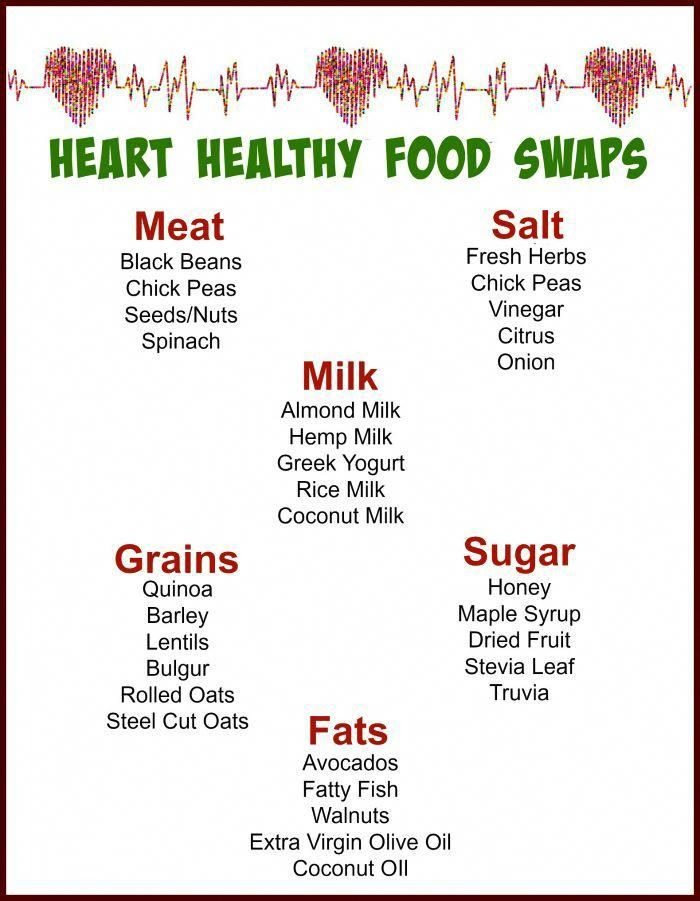 HEART HEALTHY FOOD SWAPS
Meat
Black Beans
Chick Peas
Seeds/Nuts
Spinach
Salt
Fresh Herbs
Chick Peas
Vinegar
Citrus
Onion
Milk
Almond Milk
Hemp Milk
Greek Yogurt
Rice Milk
Coconut Milk
Grains
Quinoa
Barley
Lentils
Bulgur
Rolled Oats
Steel Cut Oats
Sugar
Honey
Maple Syrup
Dried Fruit
Stevia Leaf
Truvia
Fats
Avocados
Fatty Fish
Walnuts
Extra Virgin Olive Oil
Coconut OIl